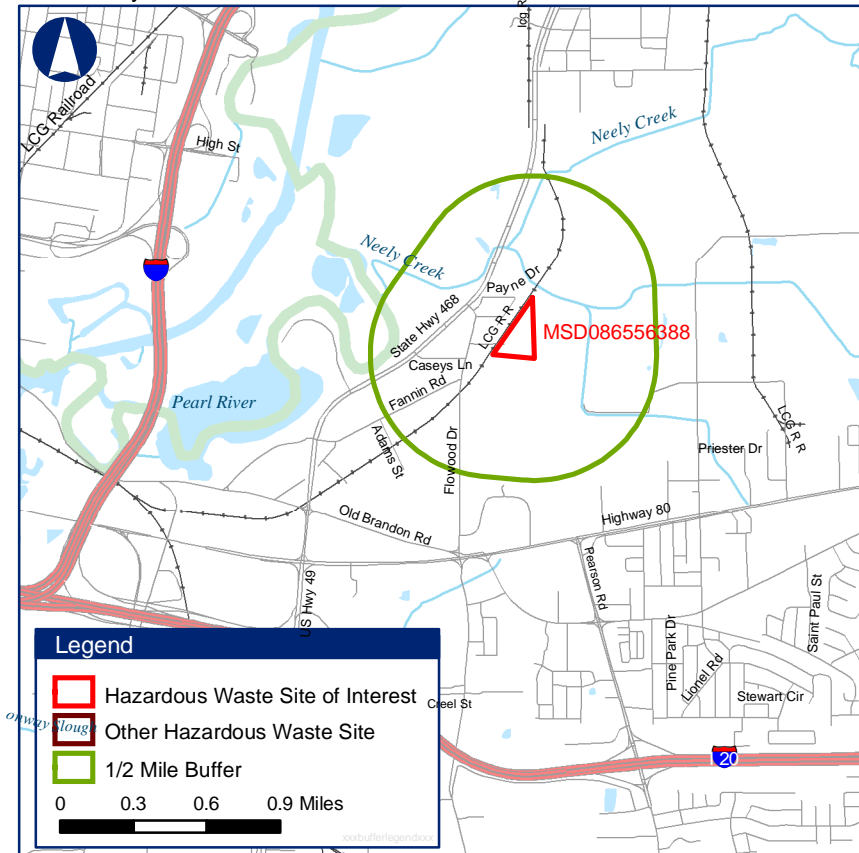 LCG Railroad
High St
Neely Creek
Neely Creek
Payne Dr
State Hwy 468
LCG R R
MSD086556388
Caseys Ln
Fannin Rd
Pearl River
Adams St
Flowood Dr
LCG R R
Priester Dr
Highway 80
Old Brandon Rd
US Hwy 49
Pearson Rd
Saint Paul St
Pine Park Dr
Lionel Rd
Stewart Cir
Creel St
20
Legend
Hazardous Waste Site of Interest
onway Slough
Other Hazardous Waste Site
1/2 Mile Buffer
0 0.3 0.6 0.9 Miles
xxxbufferlegendxxx